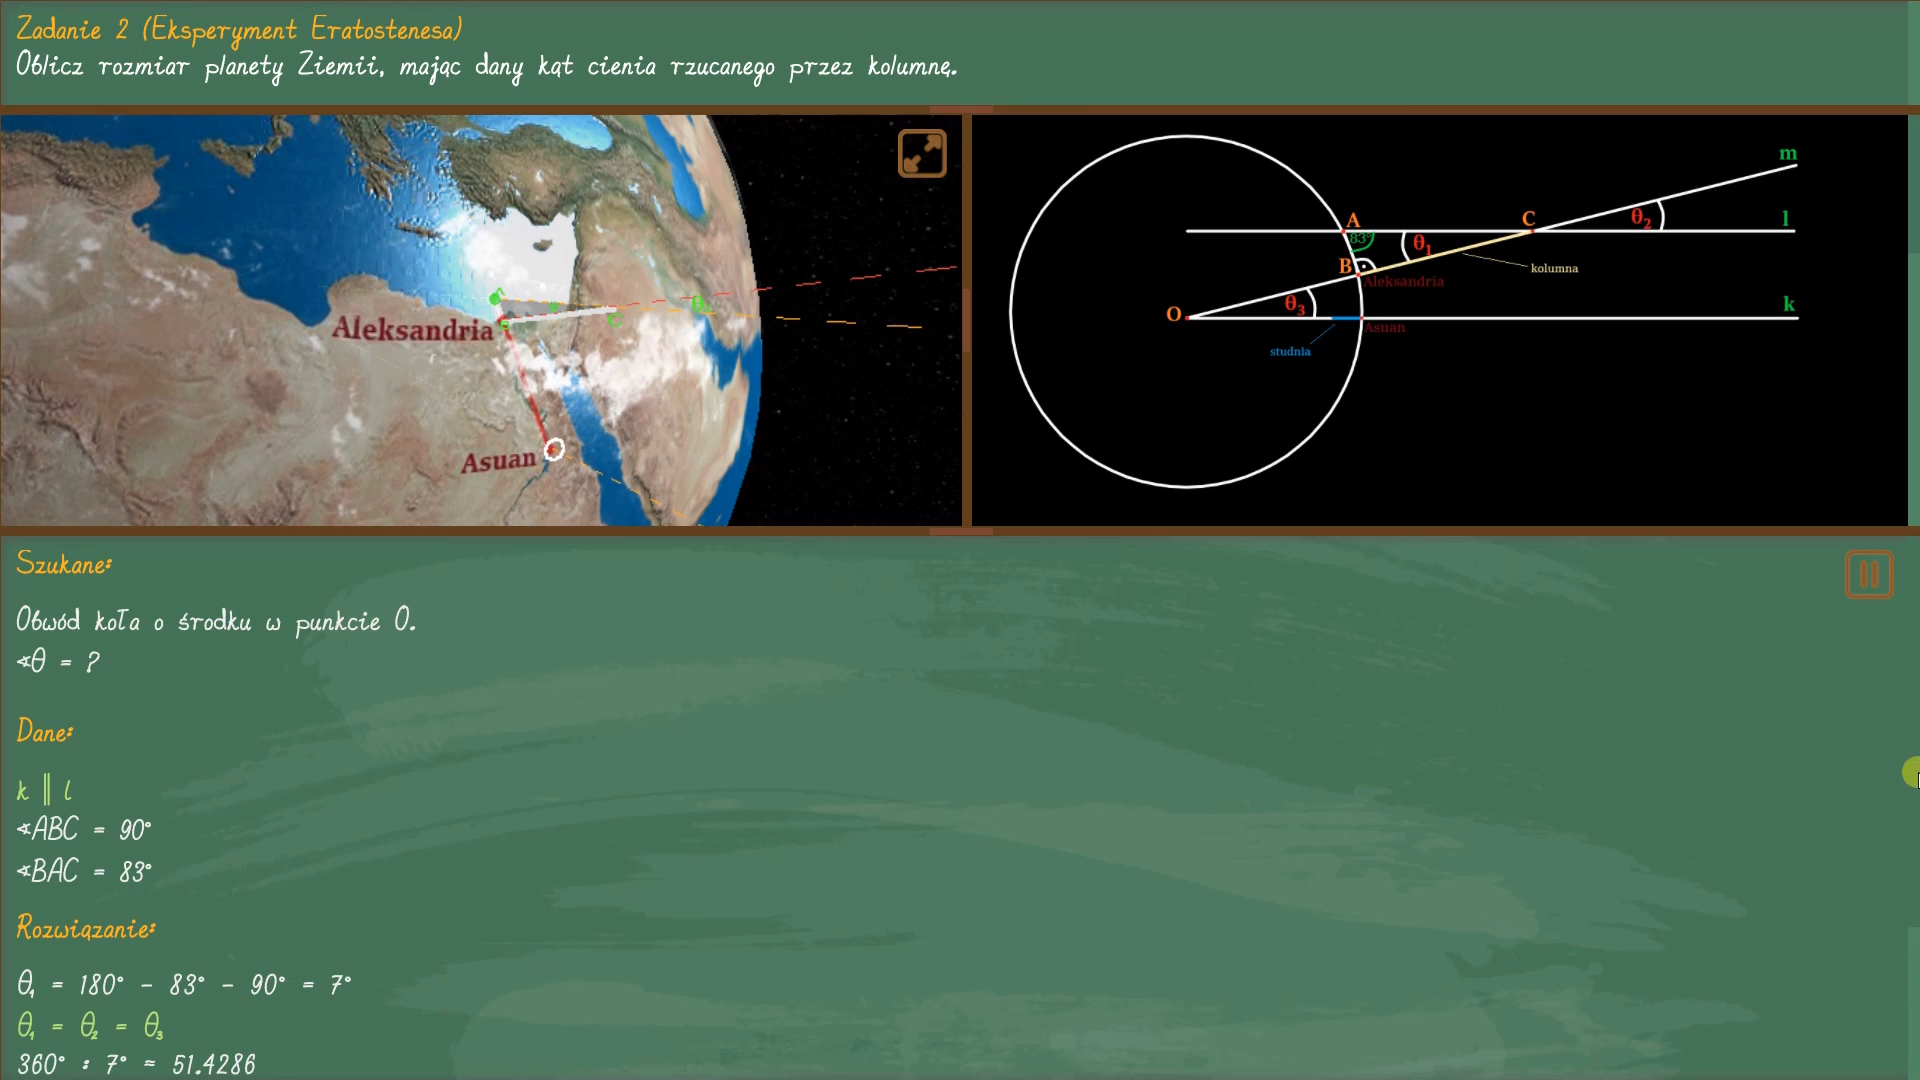 Zadanie 2 (Eksperyment Eratostenesa)
Oblicz rozmiar planety Ziemii, mając dany kąt cienia rzucanego przez kolumnę.
Aleksandria
Asuan
B
C
m
A
C
θ₂
l
83°
θ₁
B
kolumna
Aleksandria
O
θ₃
k
Asuan
studnia
Szukane:
Obwód koła o środku w punkcie O.
∢θ = ?
Dane:
k ∥ l
∢ABC = 90°
∢BAC = 83°
Rozwiązanie:
θ₁ = 180° - 83° - 90° = 7°
θ₁ = θ₂ = θ₃
360° : 7° ≈ 51.4286